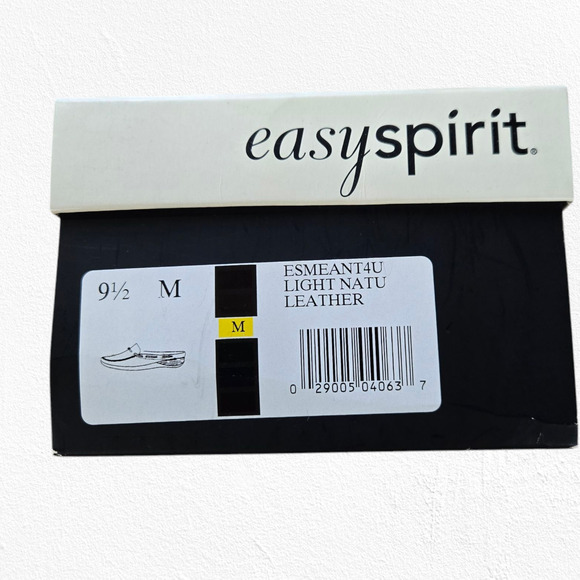 easyspirit®
9½ M
M
ESMEANT4U
LIGHT NATU
LEATHER
0 29005 04063 7